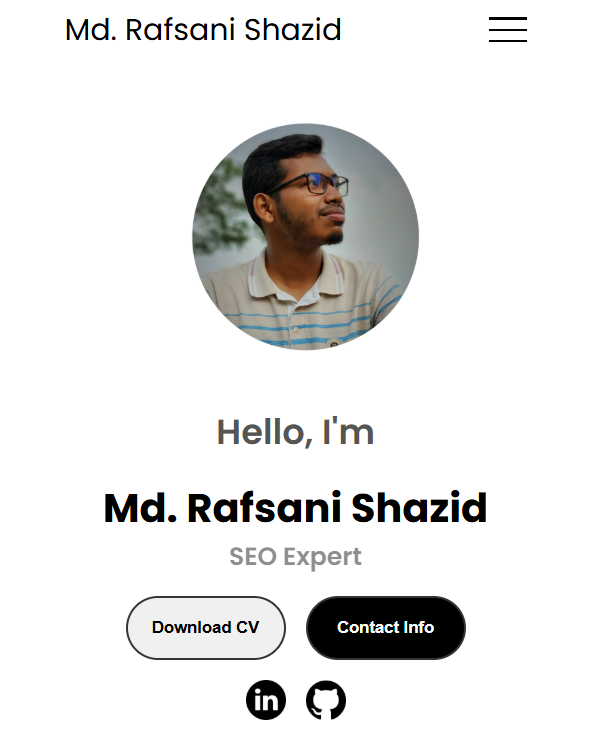 Md. Rafsani Shazid
Hello, I'm
Md. Rafsani Shazid
SEO Expert
Download CV
Contact Info
in